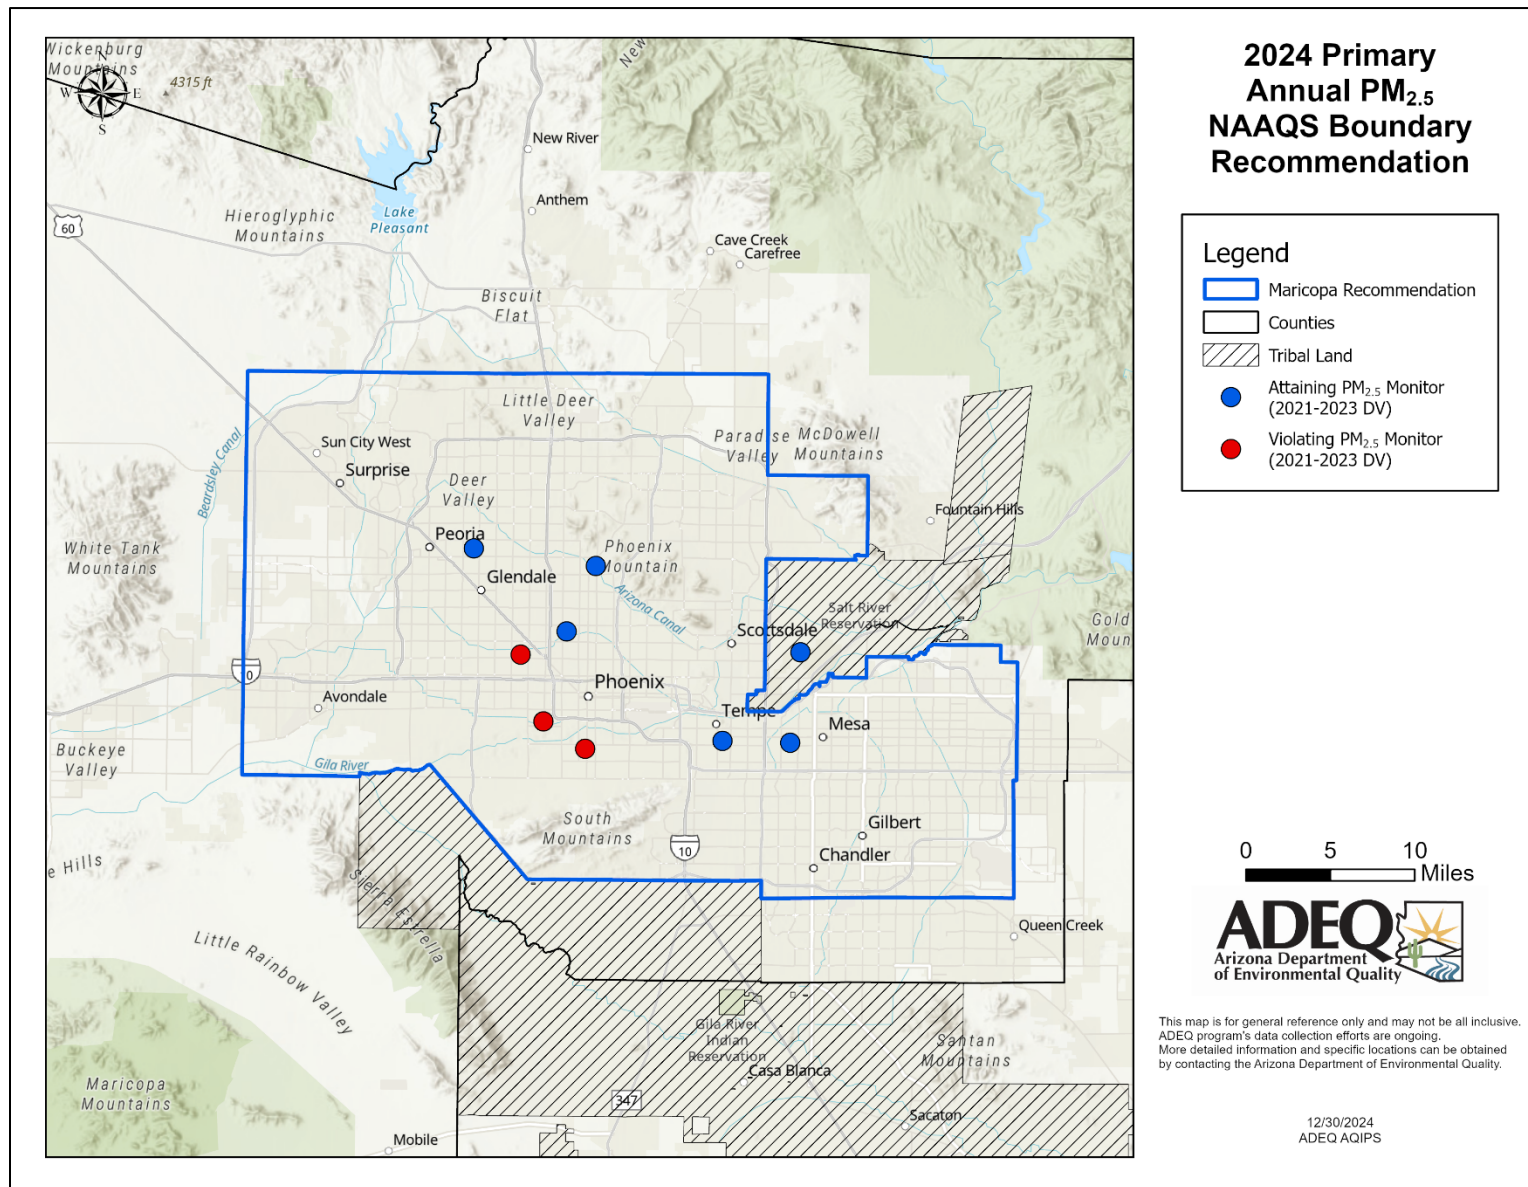 2024 Primary
Annual PM2.5
NAAQS Boundary
Recommendation
Legend
Maricopa Recommendation
Counties
Tribal Land
Attaining PM2.5 Monitor
(2021-2023 DV)
Violating PM2.5 Monitor
(2021-2023 DV)
Wickenburg
Mountains
N
W
E
S
4315 ft
New
New River
Anthem
Lake
Pleasant
Hieroglyphic
Mountains
60
Cave Creek
Carefree
Biscuit
Flat
Little Deer
Valley
Paradise
Valley
McDowell
Mountains
Sun City West
Surprise
Beardsley Canal
Deer
Valley
Fountain Hills
White Tank
Mountains
Peoria
Phoenix
Mountain
Glendale
Arizona Canal
Salt River
Reservation
Scottsdale
Gold
Moun
10
Phoenix
Avondale
Tempe
Mesa
Buckeye
Valley
Gila River
South
Mountains
Gilbert
10
Chandler
e Hills
Sierra Estrella
Queen Creek
Little Rainbow Valley
Gila River
Indian
Reservation
Santan
Mountains
Casa Blanca
Maricopa
Mountains
347
Sacaton
Mobile
0 5 10
Miles
ADEQ
Arizona Department
of Environmental Quality
This map is for general reference only and may not be all inclusive.
ADEQ program's data collection efforts are ongoing.
More detailed information and specific locations can be obtained
by contacting the Arizona Department of Environmental Quality.
12/30/2024
ADEQ AQIPS